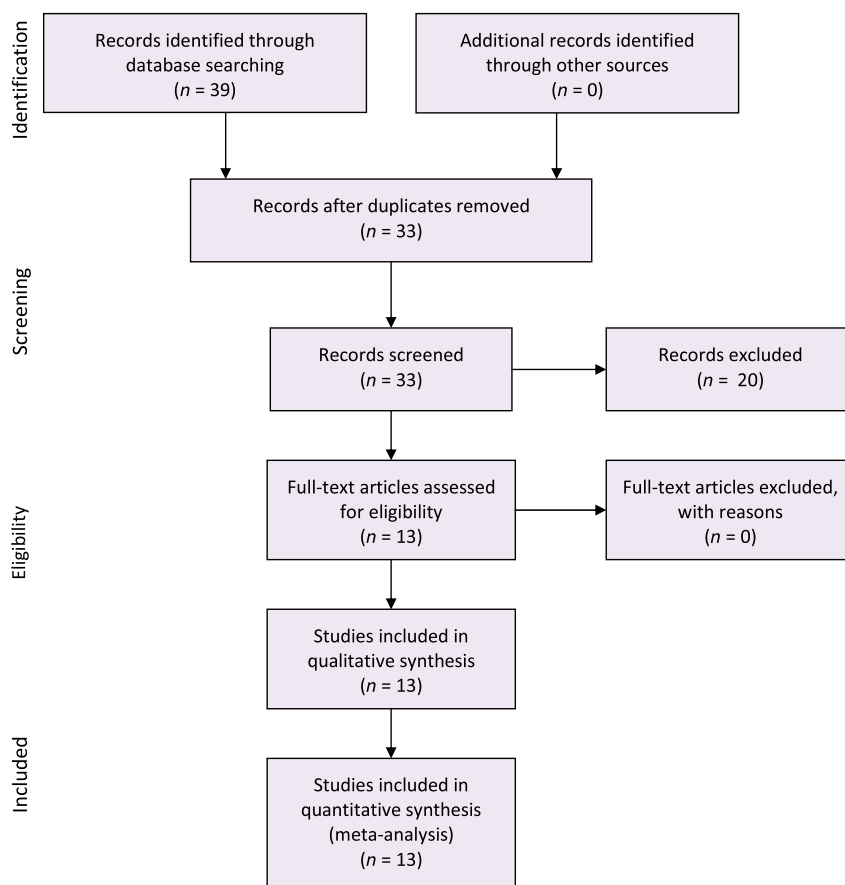 Identification
Records identified through
database searching
(n = 39)
Additional records identified
through other sources
(n = 0)
Records after duplicates removed
(n = 33)
Screening
Records screened
(n = 33)
Records excluded
(n = 20)
Eligibility
Full-text articles assessed
for eligibility
(n = 13)
Full-text articles excluded,
with reasons
(n = 0)
Studies included in
qualitative synthesis
(n = 13)
Included
Studies included in
quantitative synthesis
(meta-analysis)
(n = 13)